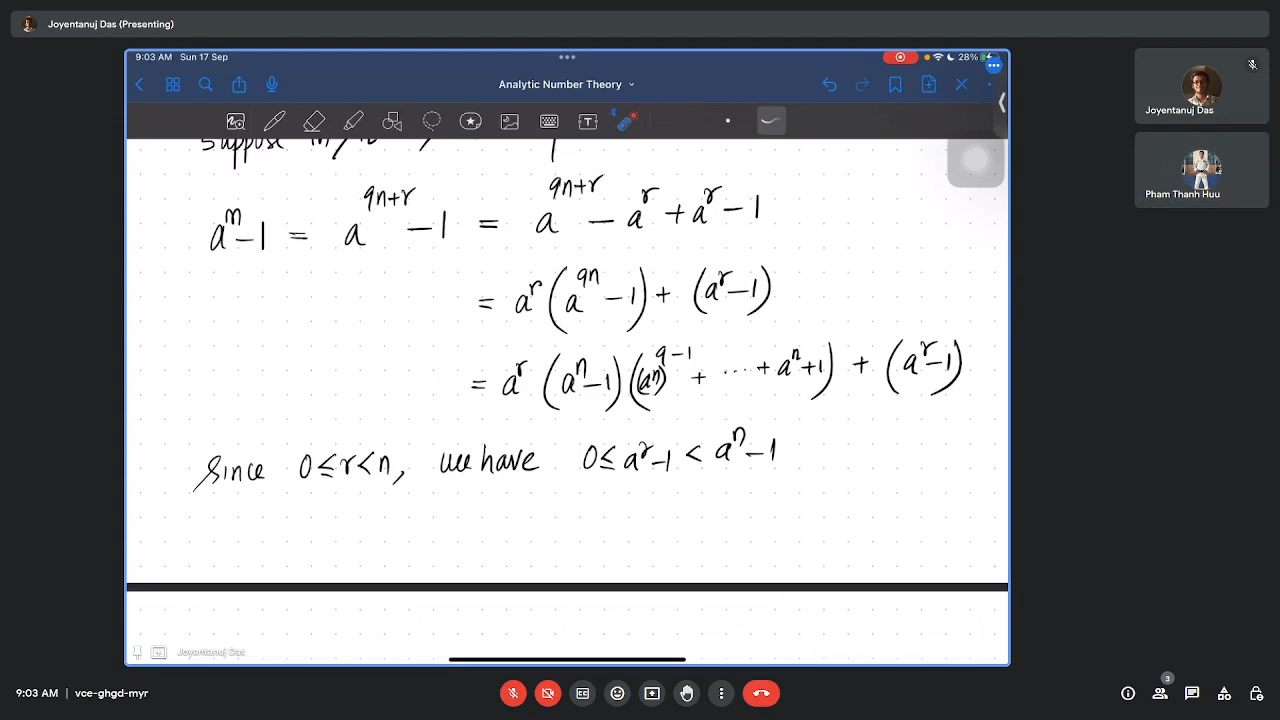 Joyentanuj Das (Presenting)
9:03 AM Sun 17 Sep
28%
Analytic Number Theory
Suppose
a^m - 1 = a^{qn+r} - 1 = a^{qn+r} - a^r + a^r - 1
= a^r (a^{qn} - 1) + (a^r - 1)
= a^r (a^n - 1)((a^n)^{q-1} + ... + a^n + 1) + (a^r - 1)
Since 0 ≤ r < n, we have 0 ≤ a^r - 1 < a^n - 1
Joyentanuj Das
Joyentanuj Das
Pham Thanh Huu
9:03 AM | vce-ghgd-myr
3